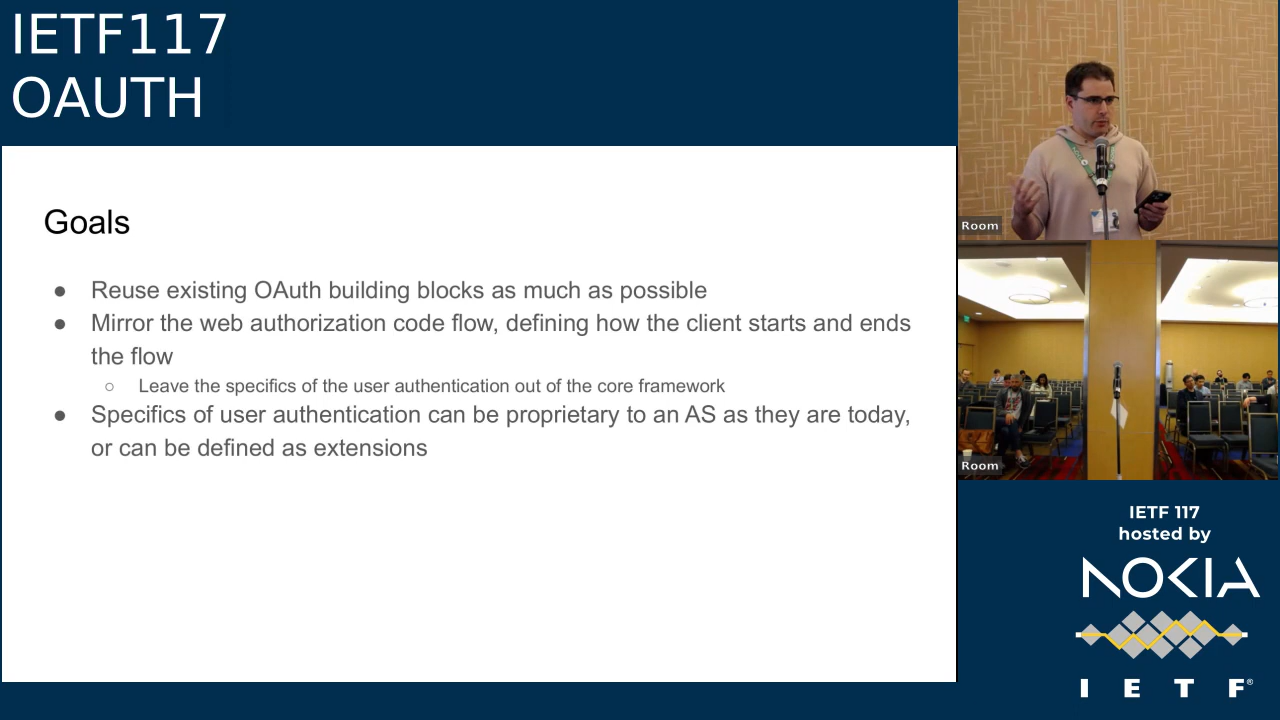 IETF117
OAUTH
Goals
● Reuse existing OAuth building blocks as much as possible
● Mirror the web authorization code flow, defining how the client starts and ends
the flow
○ Leave the specifics of the user authentication out of the core framework
● Specifics of user authentication can be proprietary to an AS as they are today,
or can be defined as extensions
Room
Room
IETF 117
hosted by
NOKIA
I E T F®